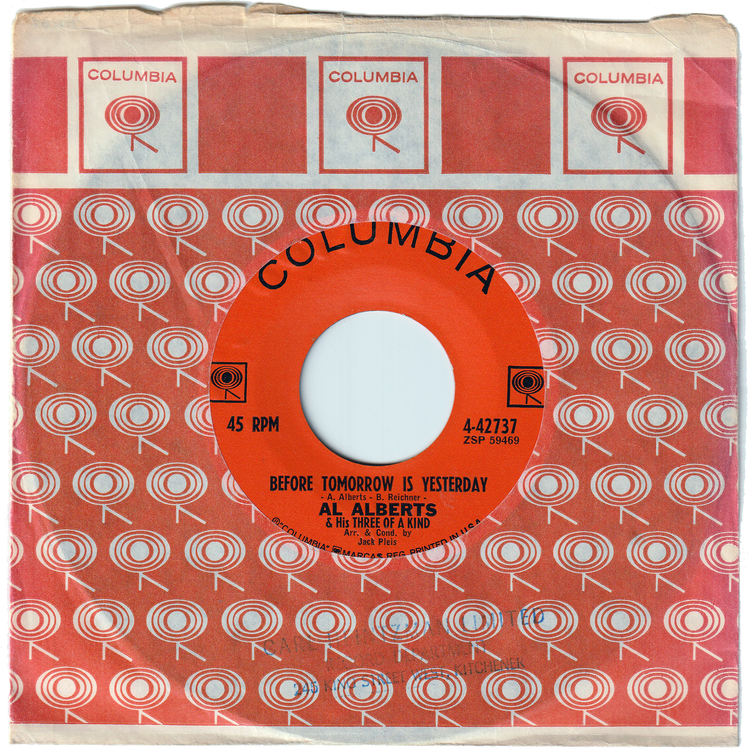 COLUMBIA
COLUMBIA
COLUMBIA
COLUMBIA
45 RPM
4-42737
ZSP 59469
BEFORE TOMORROW IS YESTERDAY
- A. Alberts - B. Reichner -
AL ALBERTS
& His THREE OF A KIND
Arr. & Cond. by
Jack Pleis
℗"COLUMBIA" MARCAS REG. PRINTED IN U.S.A.
LIMITED
245 KING STREET WEST, KITCHENER